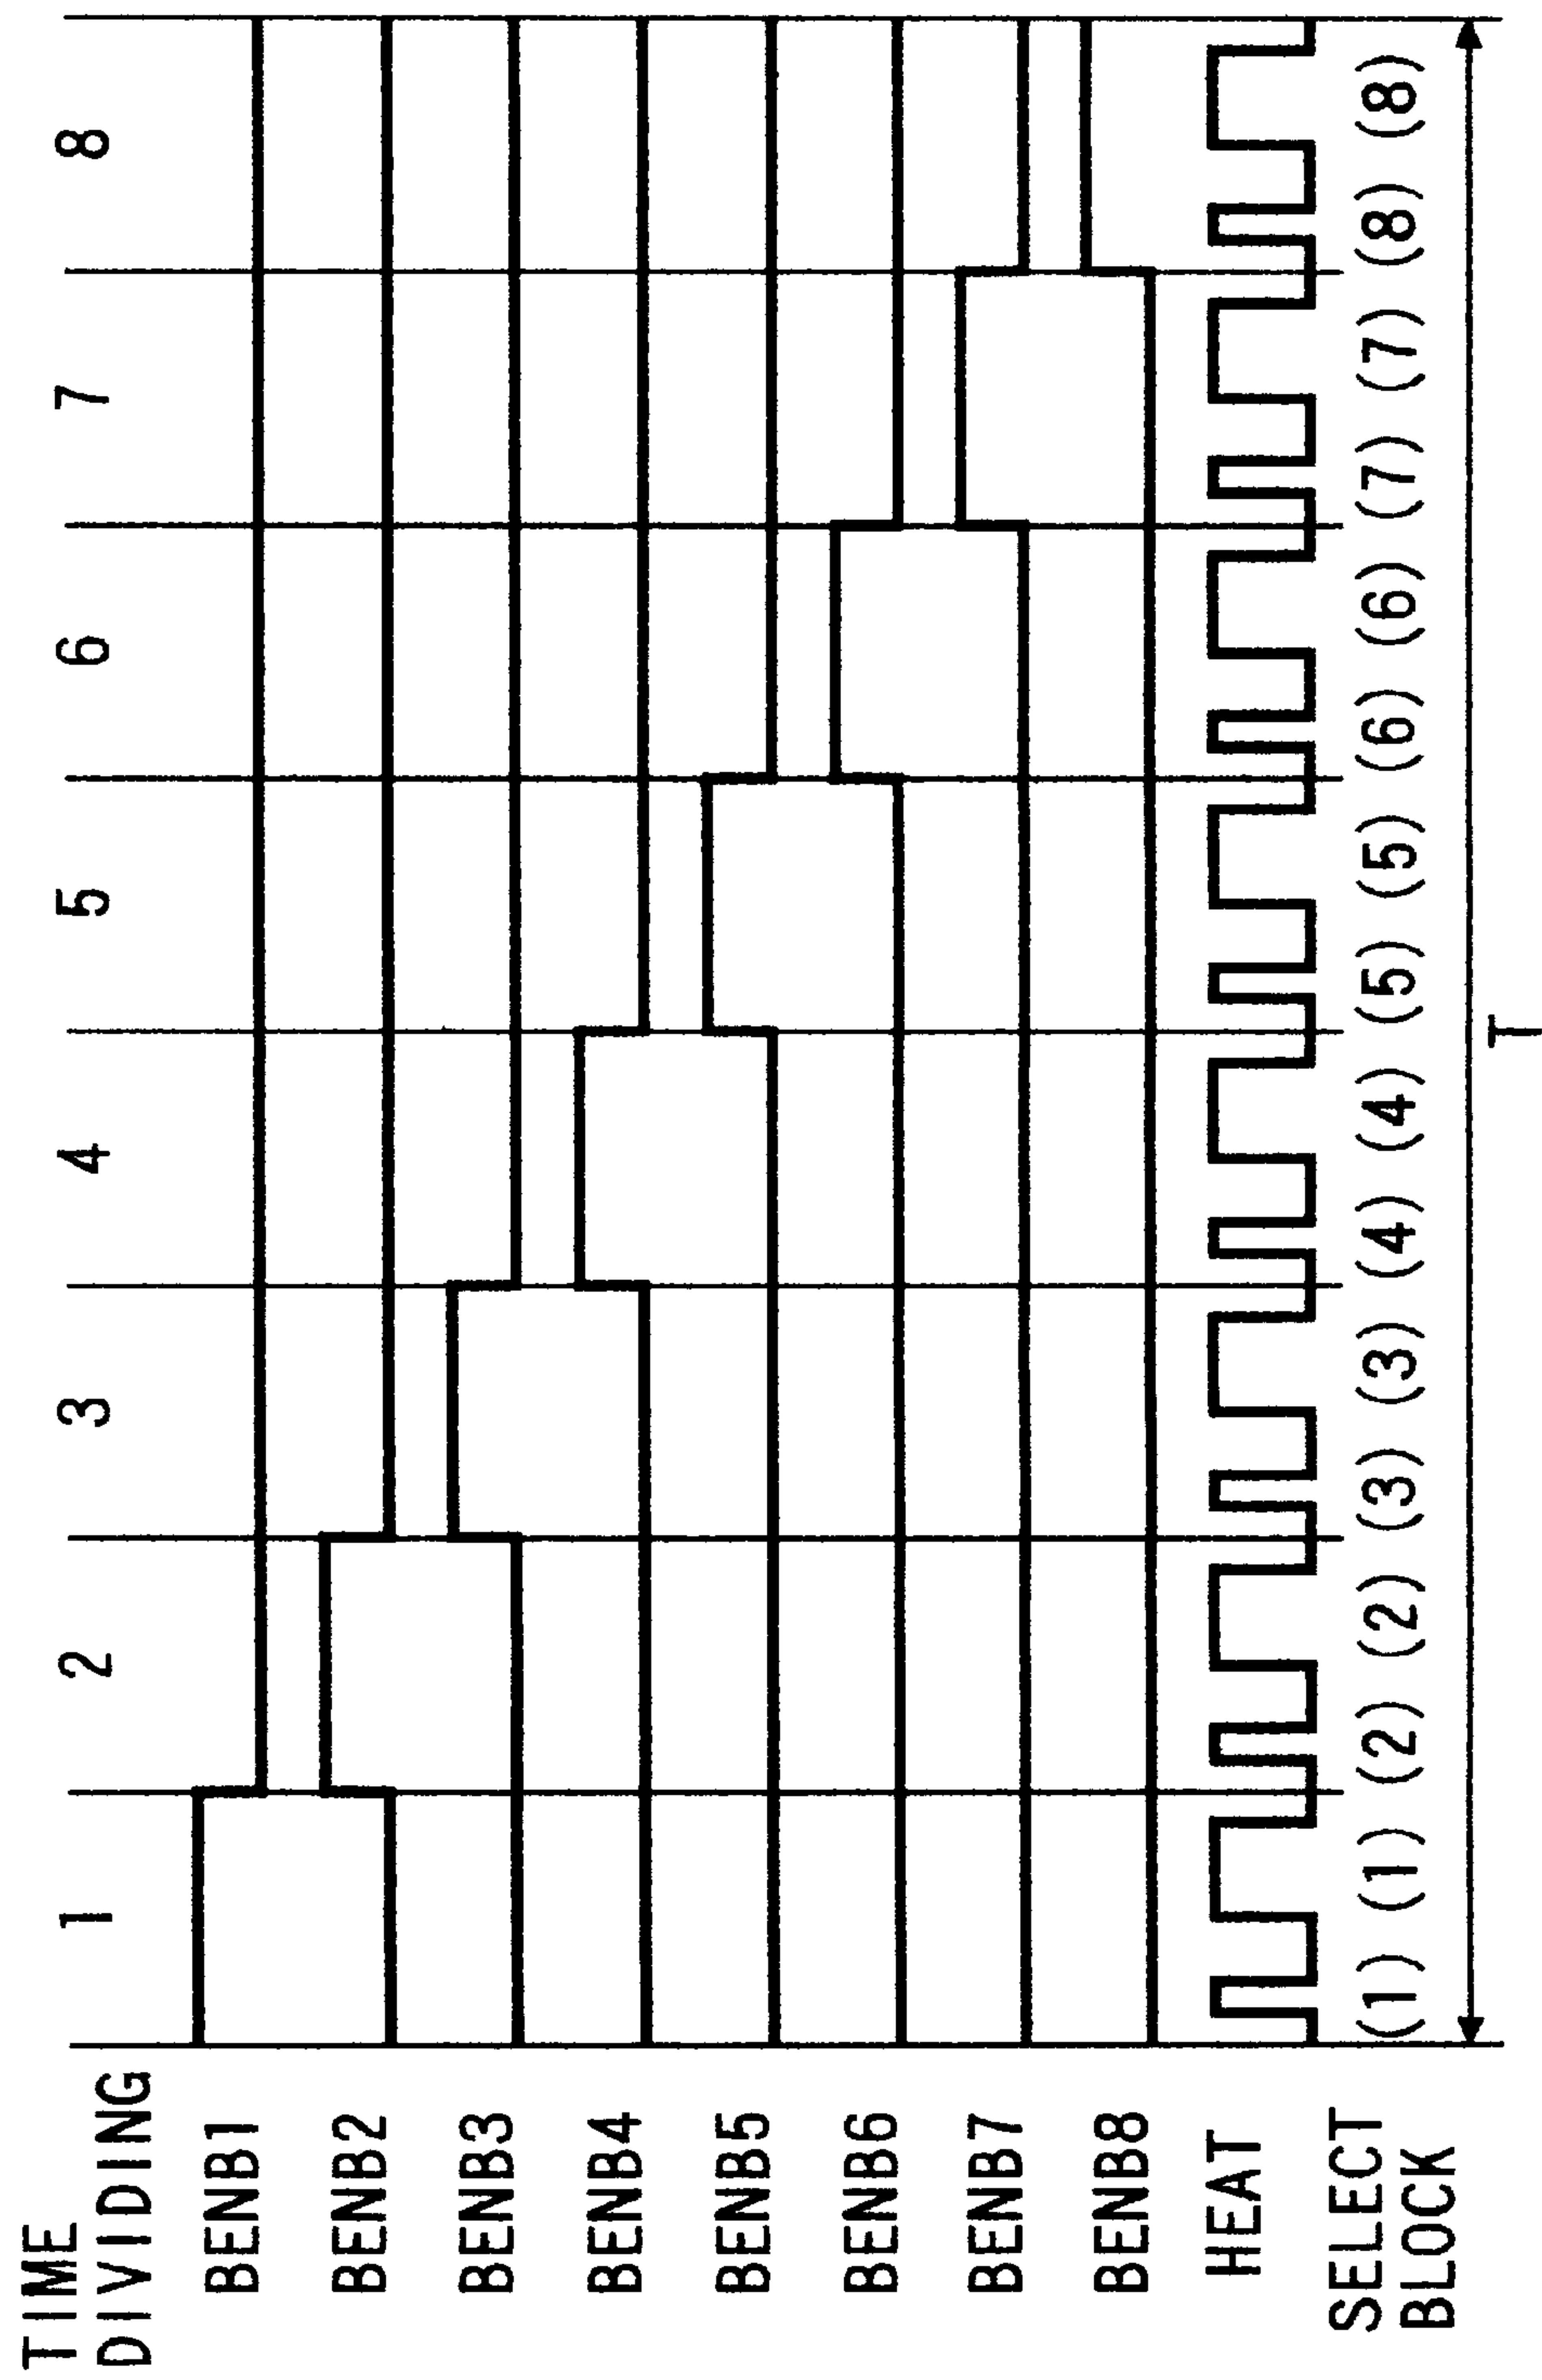 TIME
DIVIDING
1 2 3 4 5 6 7 8
BENB1
BENB2
BENB3
BENB4
BENB5
BENB6
BENB7
BENB8
HEAT
SELECT
BLOCK
(1) (1) (2) (2) (3) (3) (4) (4) (5) (5) (6) (6) (7) (7) (8) (8)
T